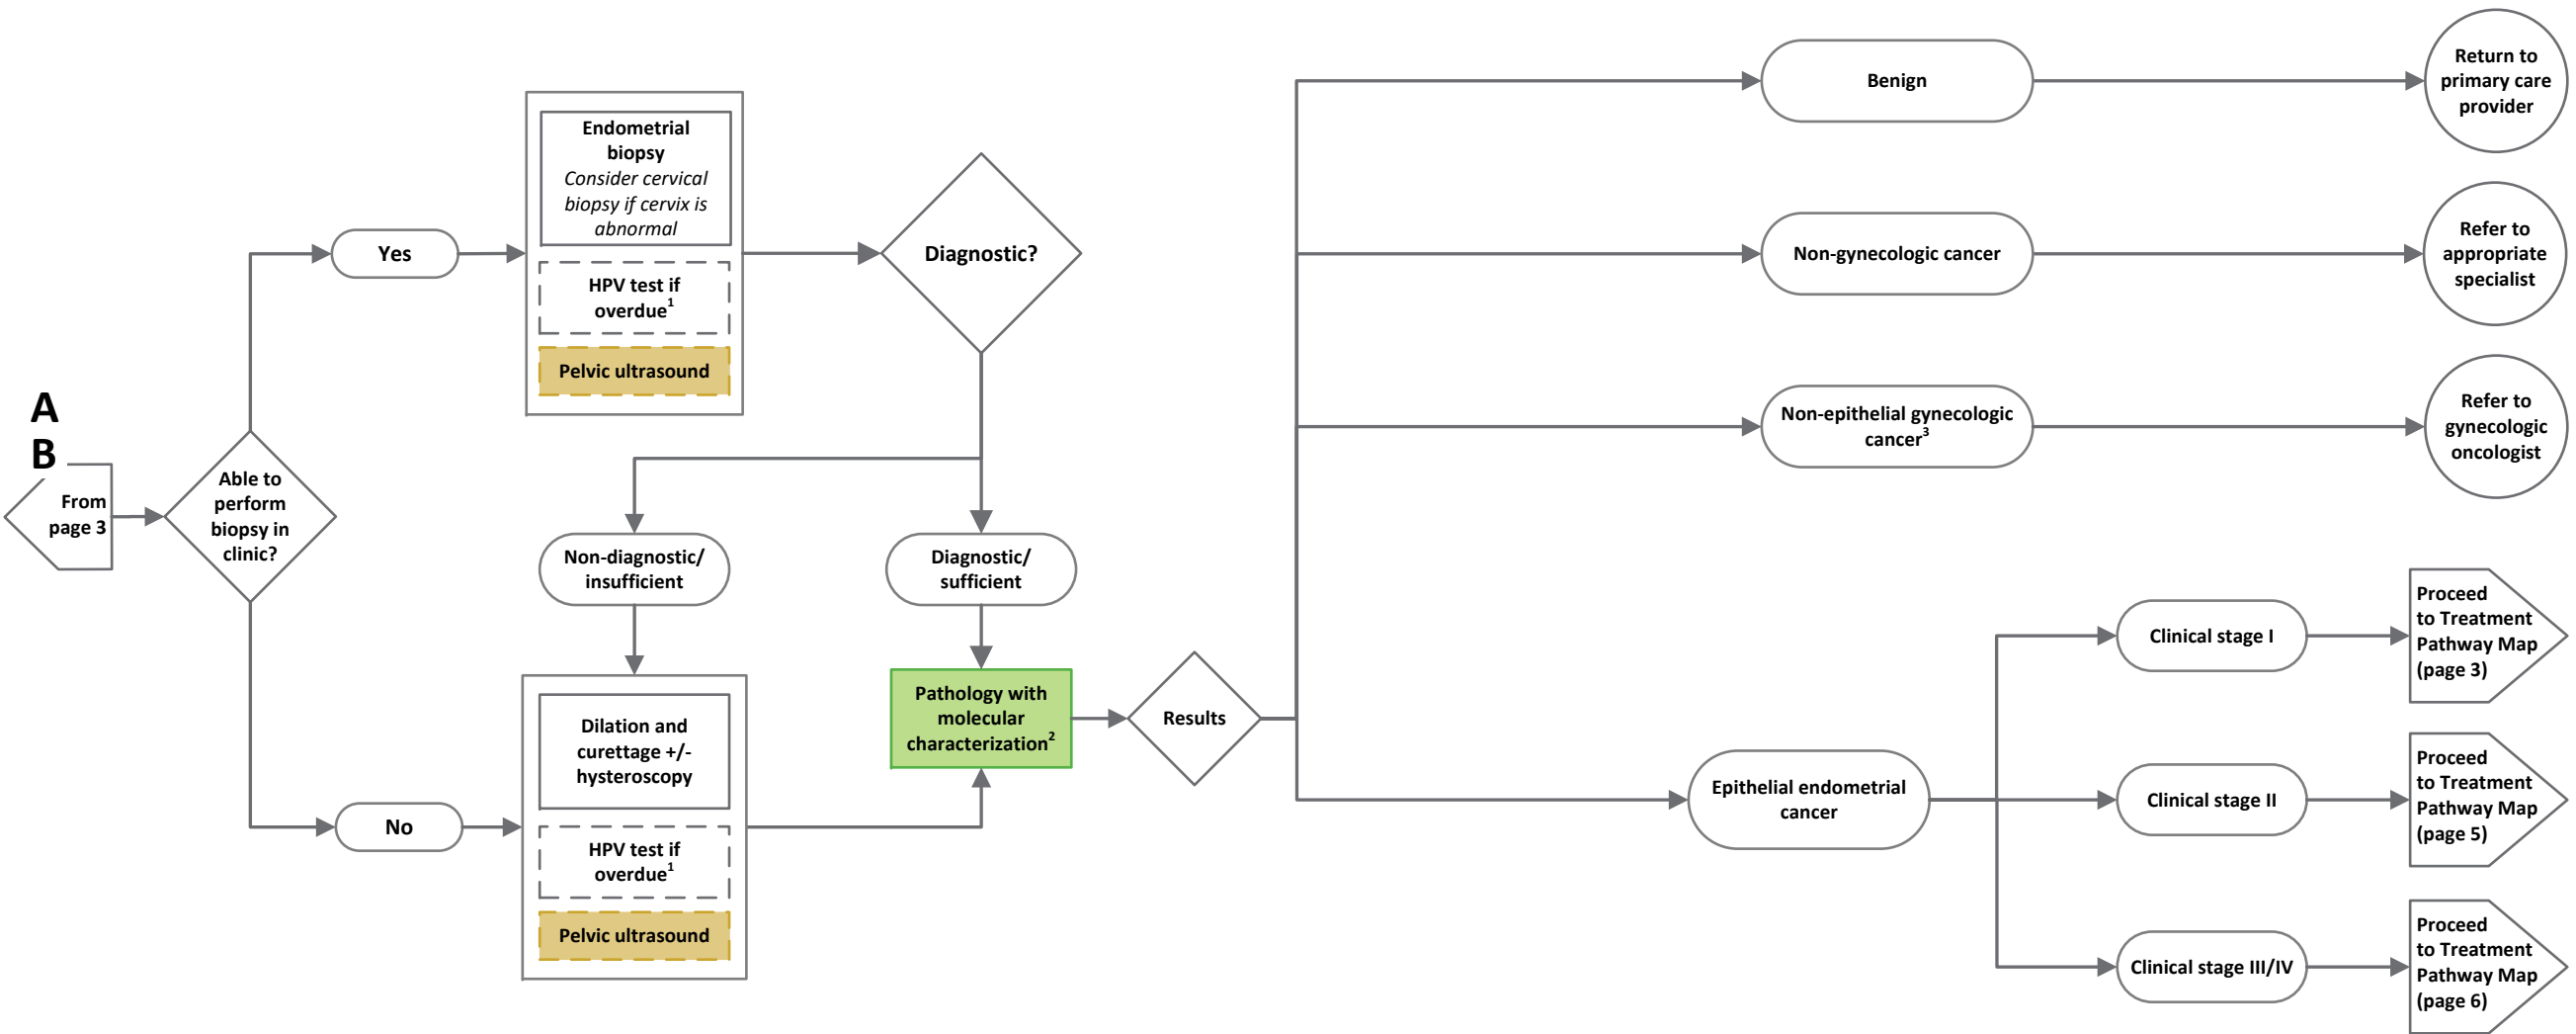 A
B
From
page 3
Able to
perform
biopsy in
clinic?
Yes
Endometrial
biopsy
Consider cervical
biopsy if cervix is
abnormal
HPV test if
overdue1
Pelvic ultrasound
Diagnostic?
Non-diagnostic/
insufficient
Diagnostic/
sufficient
No
Dilation and
curettage +/-
hysteroscopy
HPV test if
overdue1
Pelvic ultrasound
Pathology with
molecular
characterization2
Results
Benign
Return to
primary care
provider
Non-gynecologic cancer
Refer to
appropriate
specialist
Non-epithelial gynecologic
cancer3
Refer to
gynecologic
oncologist
Epithelial endometrial
cancer
Clinical stage I
Proceed
to Treatment
Pathway Map
(page 3)
Clinical stage II
Proceed
to Treatment
Pathway Map
(page 5)
Clinical stage III/IV
Proceed
to Treatment
Pathway Map
(page 6)